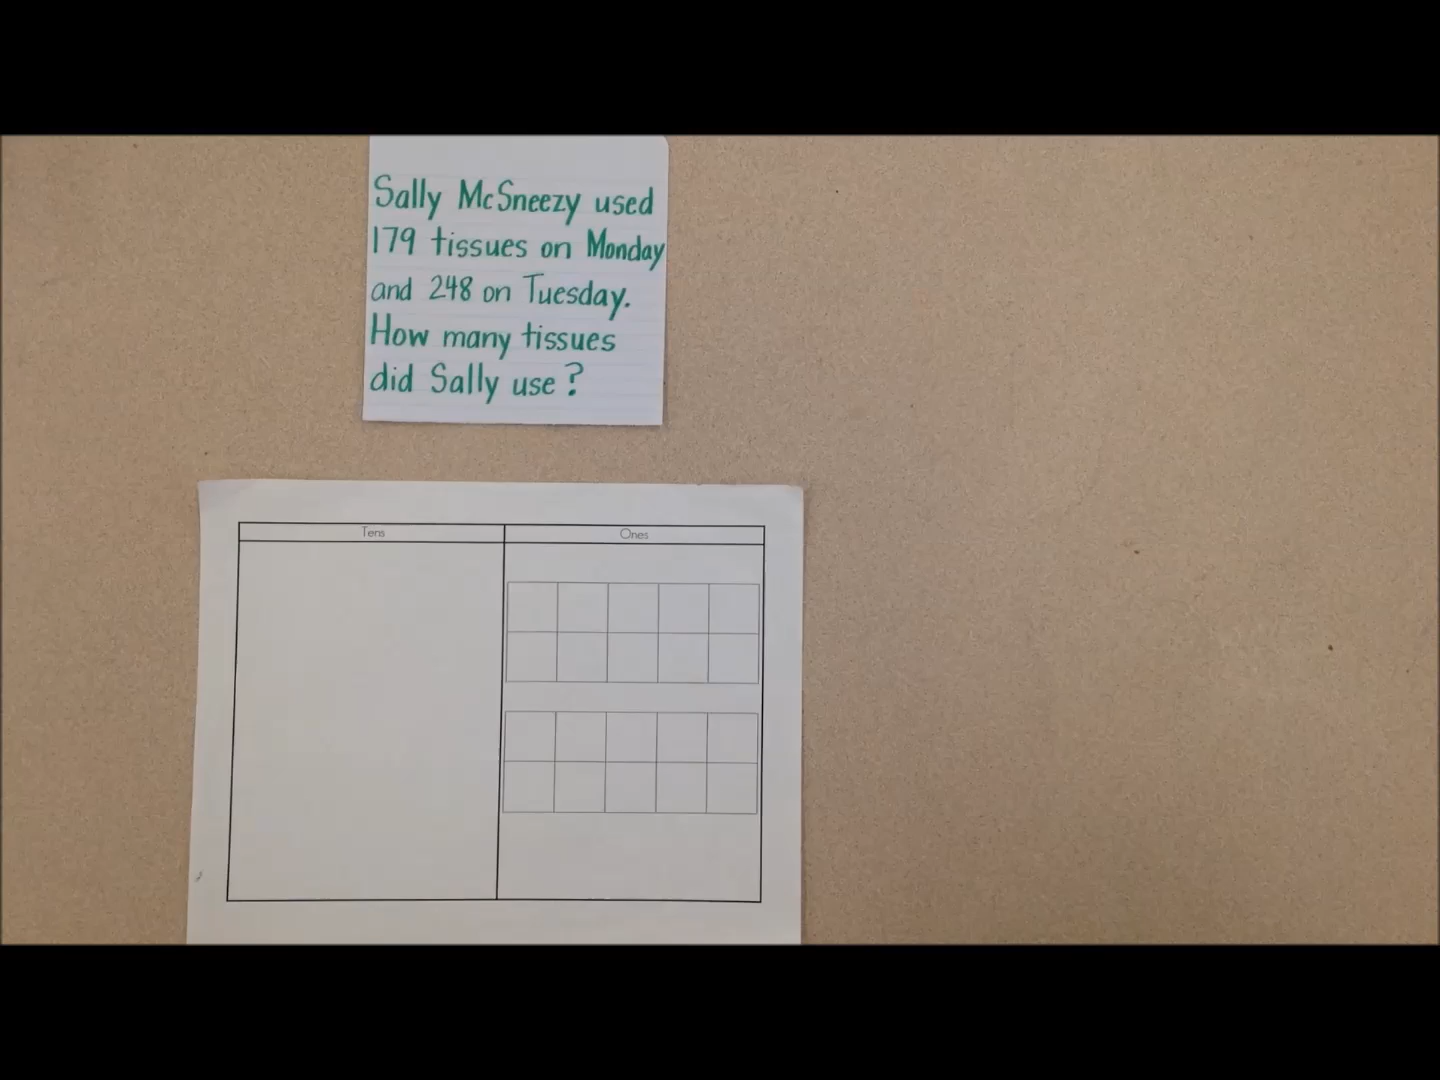 Sally McSneezy used
179 tissues on Monday
and 248 on Tuesday.
How many tissues
did Sally use?
Tens Ones